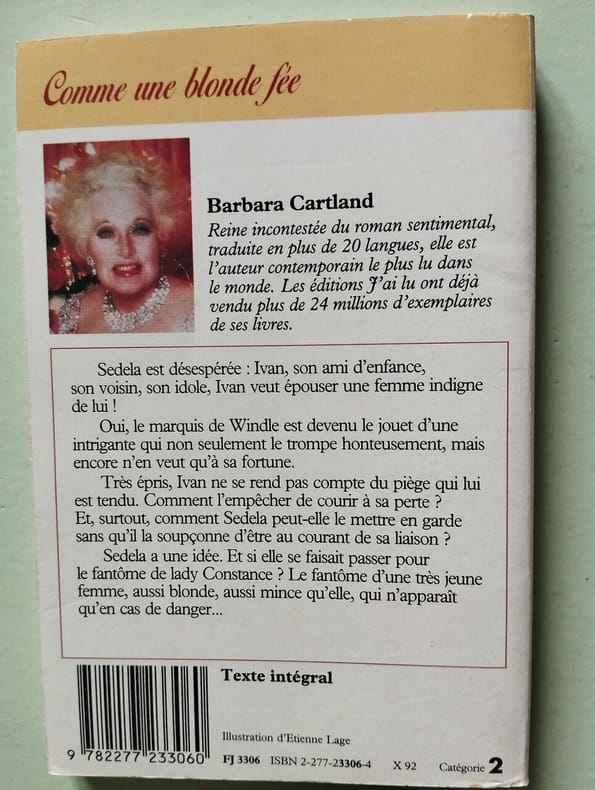 Comme une blonde fée
Barbara Cartland
Reine incontestée du roman sentimental,
traduite en plus de 20 langues, elle est
l'auteur contemporain le plus lu dans
le monde. Les éditions J'ai lu ont déjà
vendu plus de 24 millions d'exemplaires
de ses livres.
Sedela est désespérée : Ivan, son ami d'enfance,
son voisin, son idole, Ivan veut épouser une femme indigne
de lui !
Oui, le marquis de Windle est devenu le jouet d'une
intrigante qui non seulement le trompe honteusement, mais
encore n'en veut qu'à sa fortune.
Très épris, Ivan ne se rend pas compte du piège qui lui
est tendu. Comment l'empêcher de courir à sa perte ?
Et, surtout, comment Sedela peut-elle le mettre en garde
sans qu'il la soupçonne d'être au courant de sa liaison ?
Sedela a une idée. Et si elle se faisait passer pour
le fantôme de lady Constance ? Le fantôme d'une très jeune
femme, aussi blonde, aussi mince qu'elle, qui n'apparaît
qu'en cas de danger...
Texte intégral
Illustration d'Etienne Lage
9 782277 233060
FJ 3306 ISBN 2-277-23306-4 X 92 Catégorie 2